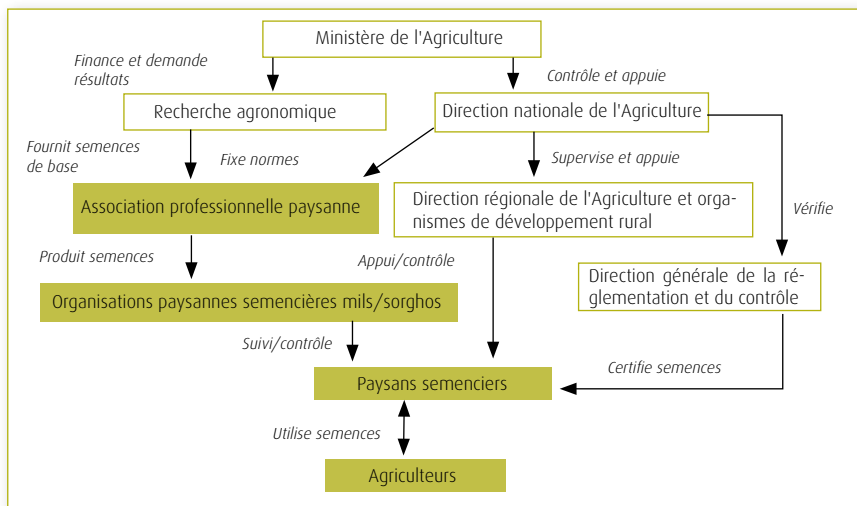 Ministère de l'Agriculture
Finance et demande
résultats
Contrôle et appuie
Recherche agronomique
Direction nationale de l'Agriculture
Fournit semences
de base
Fixe normes
Supervise et appuie
Association professionnelle paysanne
Direction régionale de l'Agriculture et orga-
nismes de développement rural
Vérifie
Produit semences
Appui/contrôle
Direction générale de la ré-
glementation et du contrôle
Organisations paysannes semencières mils/sorghos
Suivi/contrôle
Certifie semences
Paysans semenciers
Utilise semences
Agriculteurs